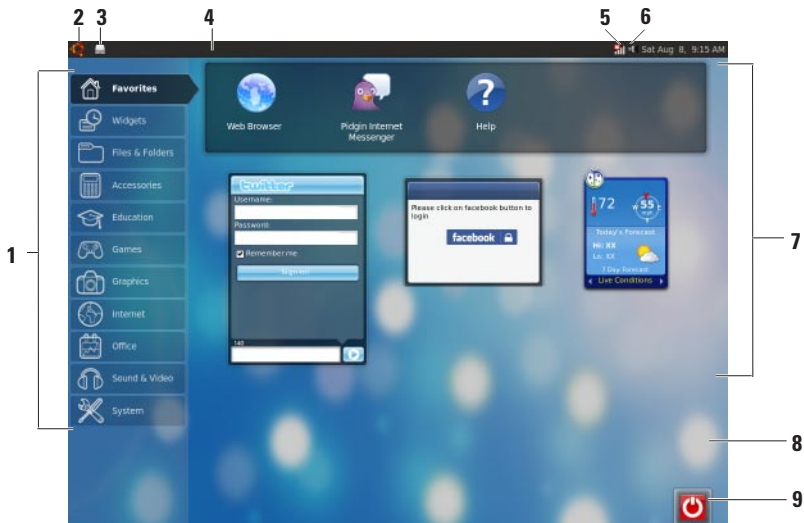 2 3 4 5 6
Sat Aug 8, 9:15 AM
1
Favorites
Widgets
Files & Folders
Accessories
Education
Games
Graphics
Internet
Office
Sound & Video
System
Web Browser
Pidgin Internet
Messenger
Help
twitter
Username:
Password:
Remember me
Sign in
140
Please click on facebook button to
login
facebook
72
W 55 E
mph
Today's Forecast
Hi: XX
Lo: XX
7 Day Forecast
Live Conditions
7
8
9